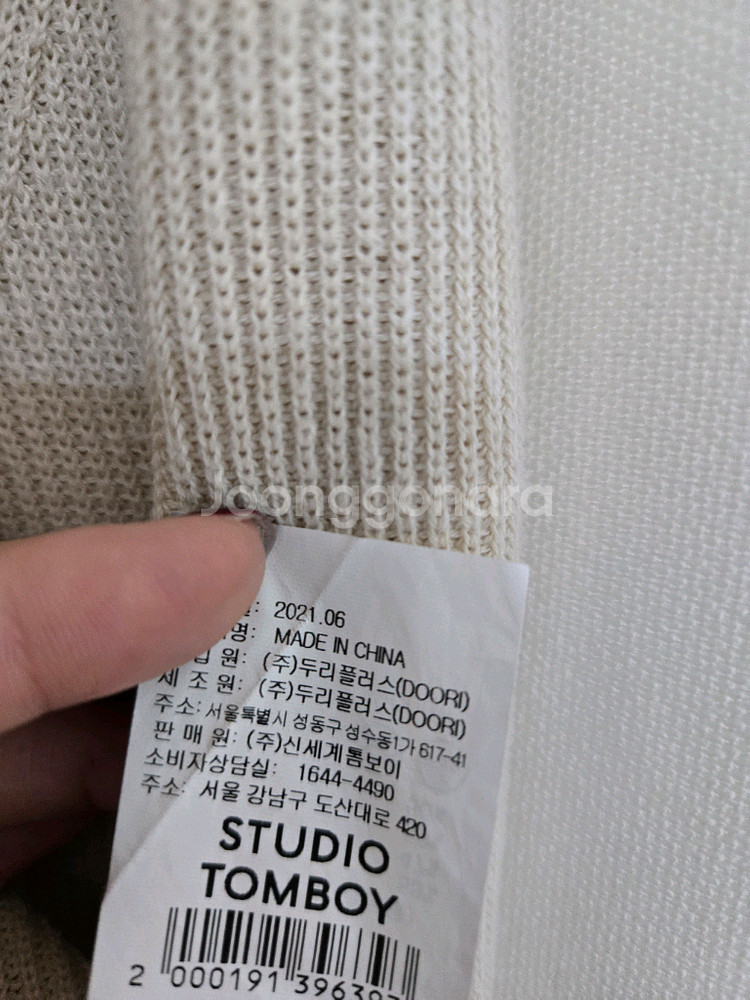 Joonggonara
: 2021.06
명: MADE IN CHINA
입 원: (주)두리플러스(DOORI)
제 조 원: (주)두리플러스(DOORI)
주소: 서울특별시 성동구 성수동1가 617-41
판 매 원: (주)신세계톰보이
소비자상담실: 1644-4490
주소: 서울 강남구 도산대로 420
STUDIO
TOMBOY
2 000191 396393